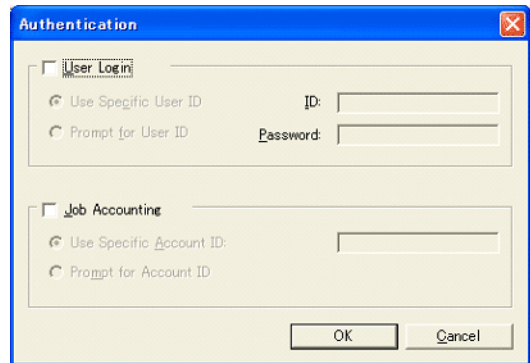 Authentication
User Login
Use Specific User ID ID:
Prompt for User ID Password:
Job Accounting
Use Specific Account ID:
Prompt for Account ID
OK Cancel